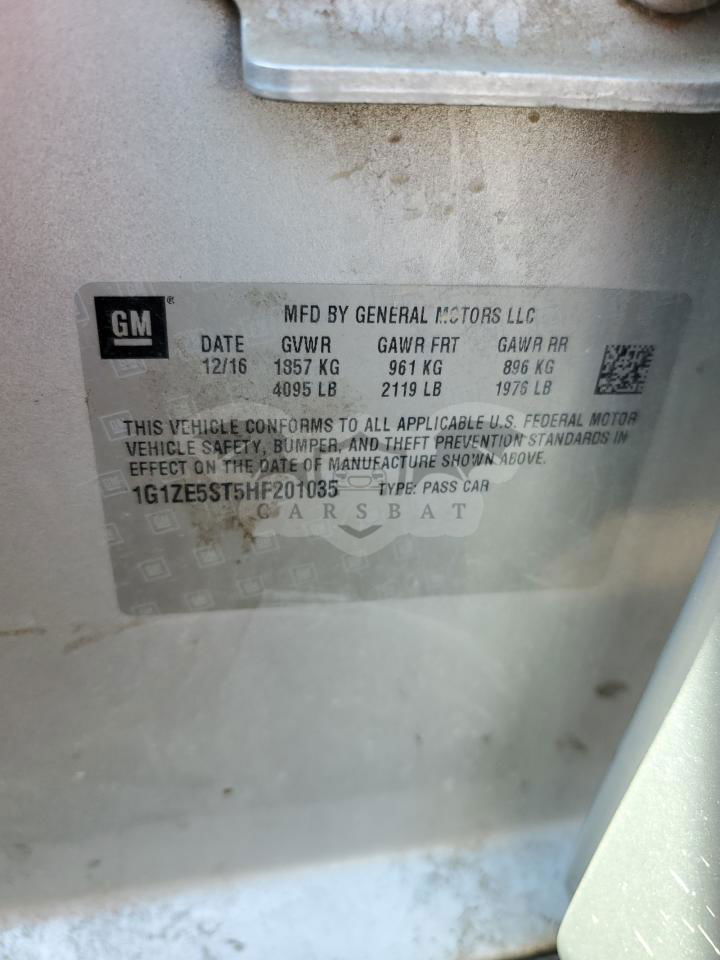 GM ®
MFD BY GENERAL MOTORS LLC
DATE GVWR GAWR FRT GAWR RR
12/16 1857 KG 961 KG 896 KG
4095 LB 2119 LB 1976 LB
THIS VEHICLE CONFORMS TO ALL APPLICABLE U.S. FEDERAL MOTOR
VEHICLE SAFETY, BUMPER, AND THEFT PREVENTION STANDARDS IN
EFFECT ON THE DATE OF MANUFACTURE SHOWN ABOVE.
1G1ZE5ST5HF201035 TYPE: PASS CAR
CARSBAT